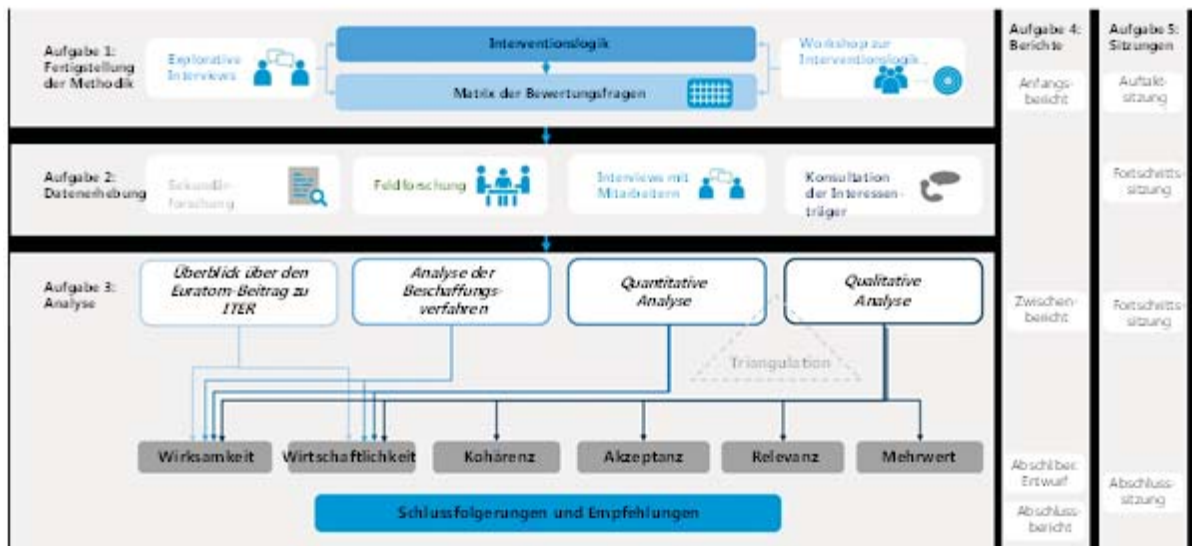 Aufgabe 1:
Fertigstellung
der Methodik
Explorative
Interviews
Interventionslogik
Matrix der Bewertungsfragen
Workshop zur
Interventionslogik
Aufgabe 2:
Datenerhebung
Sekundär-
forschung
Feldforschung
Interviews mit
Mitarbeitern
Konsultation
der Interessen-
träger
Aufgabe 3:
Analyse
Überblick über den
Euratom-Beitrag zu
ITER
Analyse der
Beschaffungs-
verfahren
Quantitative
Analyse
Qualitative
Analyse
Triangulation
Wirksamkeit
Wirtschaftlichkeit
Kohärenz
Akzeptanz
Relevanz
Mehrwert
Schlussfolgerungen und Empfehlungen
Aufgabe 4:
Berichte
Anfangs-
bericht
Zwischen-
bericht
Abschlber.
Entwurf
Abschluss-
bericht
Aufgabe 5:
Sitzungen
Auftakt-
sitzung
Fortschritts-
sitzung
Fortschritts-
sitzung
Abschluss-
sitzung